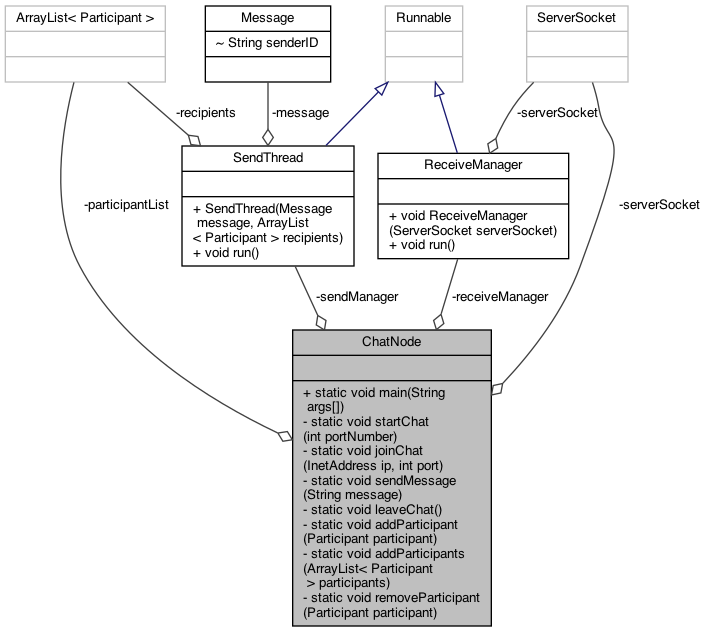 ArrayList< Participant >
Message
~ String senderID
Runnable
ServerSocket
-recipients
-message
-serverSocket
SendThread
+ SendThread(Message
message, ArrayList
< Participant > recipients)
+ void run()
ReceiveManager
+ void ReceiveManager
(ServerSocket serverSocket)
+ void run()
-participantList
-serverSocket
-sendManager
-receiveManager
ChatNode
+ static void main(String
args[])
- static void startChat
(int portNumber)
- static void joinChat
(InetAddress ip, int port)
- static void sendMessage
(String message)
- static void leaveChat()
- static void addParticipant
(Participant participant)
- static void addParticipants
(ArrayList< Participant
> participants)
- static void removeParticipant
(Participant participant)